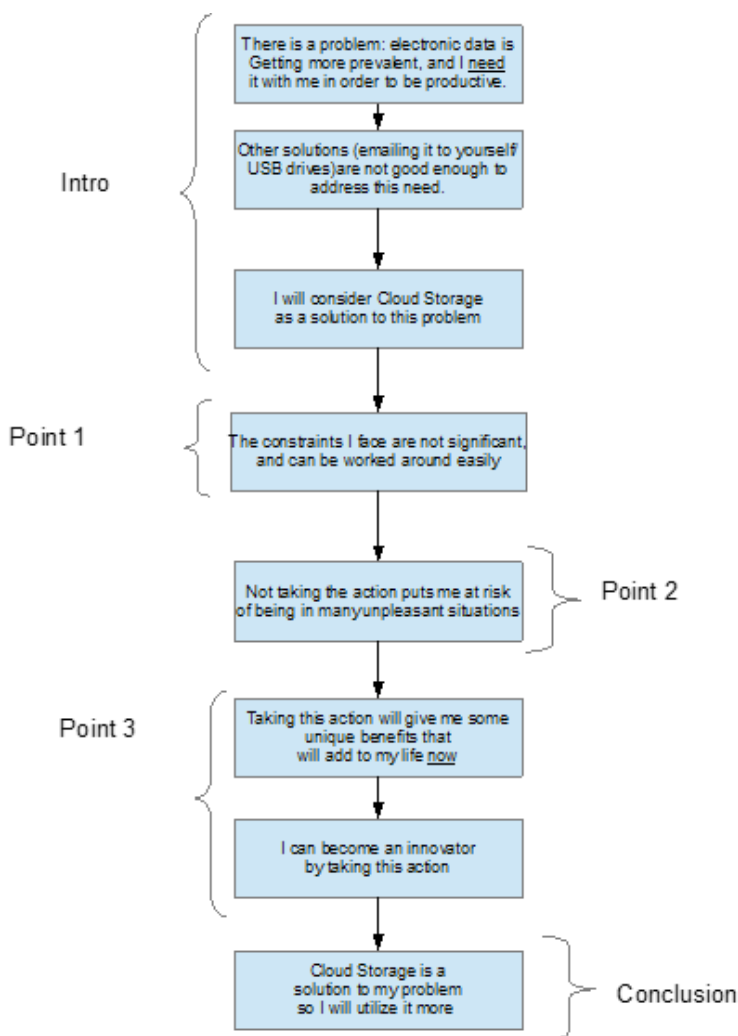 There is a problem: electronic data is
Getting more prevalent, and I need
it with me in order to be productive.
Other solutions (emailing it to yourself/
USB drives)are not good enough to
address this need.
Intro
I will consider Cloud Storage
as a solution to this problem
Point 1
The constraints I face are not significant,
and can be worked around easily
Not taking the action puts me at risk
of being in manyunpleasant situations
Point 2
Point 3
Taking this action will give me some
unique benefits that
will add to my life now
I can become an innovator
by taking this action
Cloud Storage is a
solution to my problem
so I will utilize it more
Conclusion